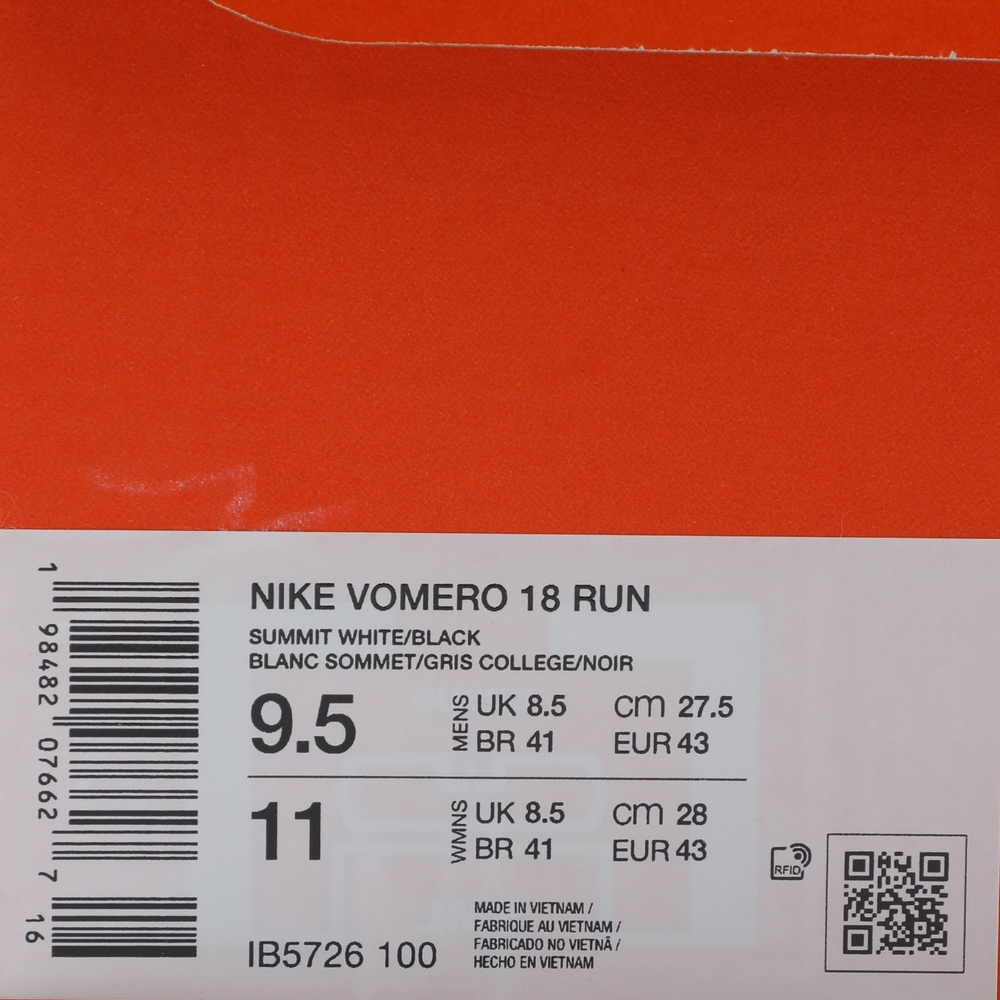 NIKE VOMERO 18 RUN
SUMMIT WHITE/BLACK
BLANC SOMMET/GRIS COLLEGE/NOIR
9.5 MENS UK 8.5 cm 27.5
BR 41 EUR 43
11 WMNS UK 8.5 cm 28
BR 41 EUR 43
IB5726 100
MADE IN VIETNAM /
FABRIQUE AU VIETNAM /
FABRICADO NO VIETNÃ /
HECHO EN VIETNAM
RFID
1 98482 07662 7 16